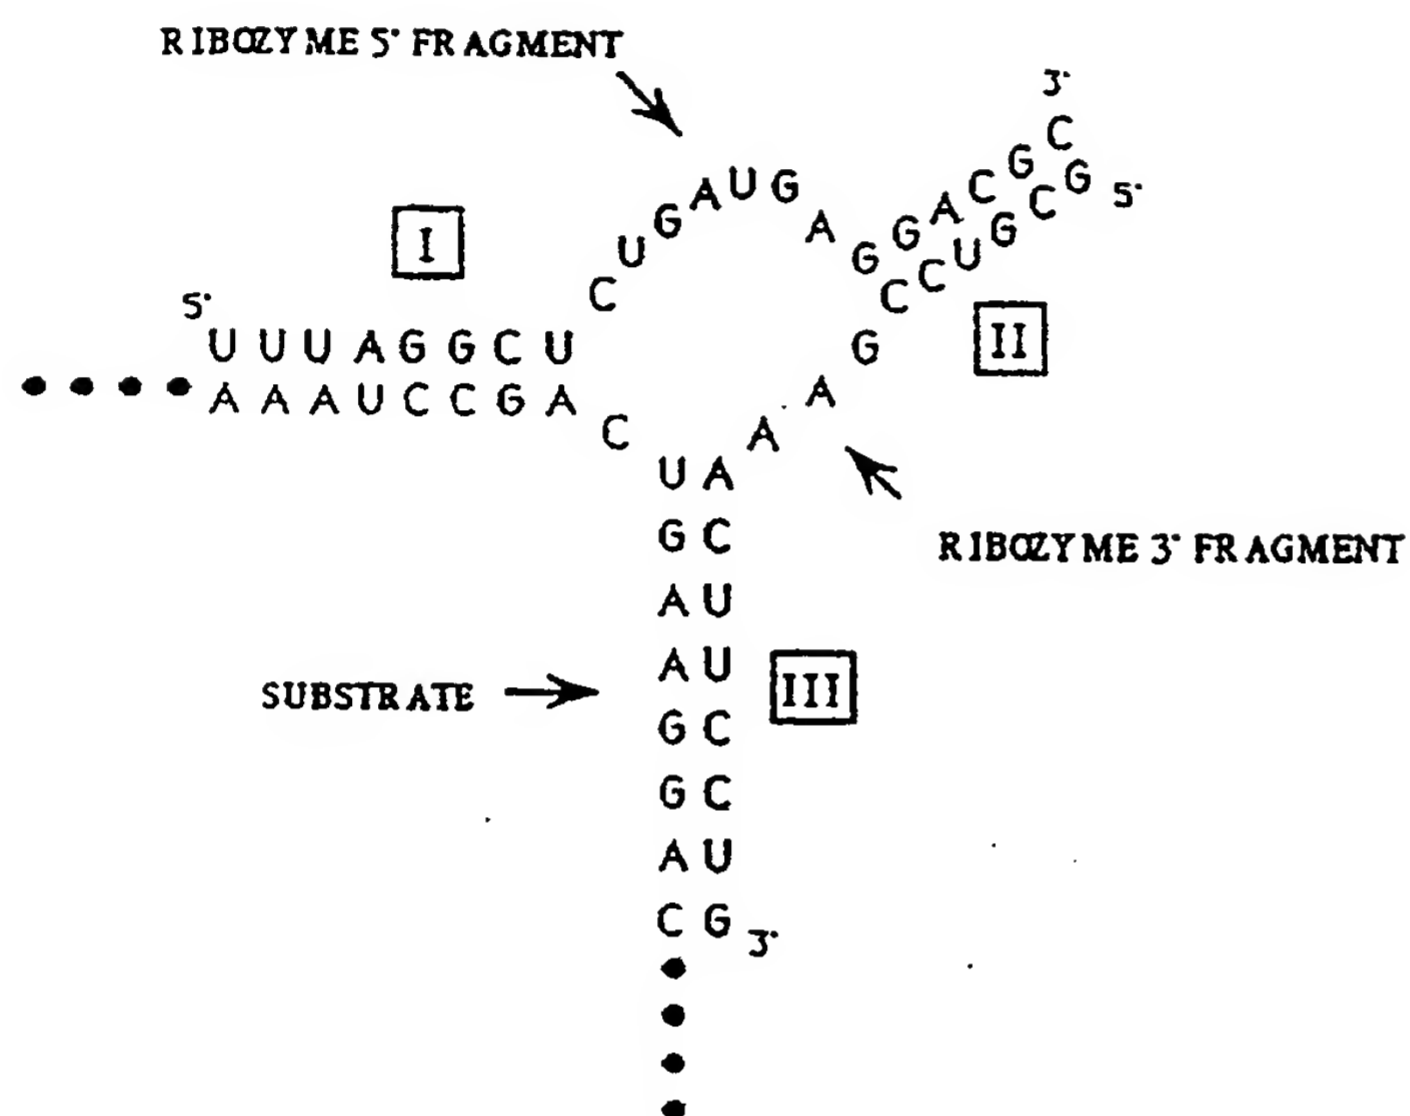 RIBOZYME 5' FRAGMENT
3'
C
G
C
A
G
G
A
G
U
A
G
U
C
G 5'
C
G
U
C
C
G
A
A
I
II
5'
U U U A G G C U
A A A U C C G A
C
U A
G C
A U
A U
G C
G C
A U
C G 3'
RIBOZYME 3' FRAGMENT
SUBSTRATE
III